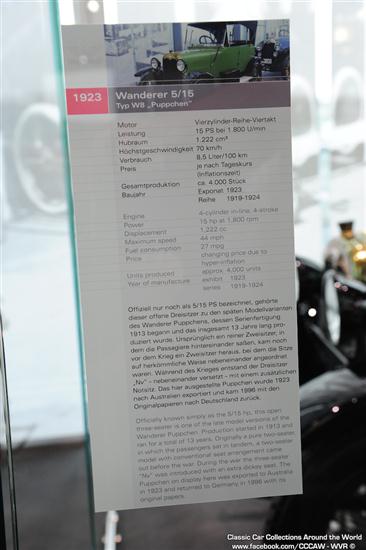 1923
Wanderer 5/15
Typ W8 „Puppchen“
Motor Vierzylinder-Reihe-Viertakt
Leistung 15 PS bei 1.800 U/min
Hubraum 1.222 cm³
Höchstgeschwindigkeit 70 km/h
Verbrauch 8,5 Liter/100 km
Preis je nach Tageskurs
(Inflationszeit)
Gesamtproduktion ca. 4.000 Stück
Baujahr Exponat 1923
Reihe 1919-1924
Engine 4-cylinder in-line, 4-stroke
Power 15 hp at 1,800 rpm
Displacement 1,222 cc
Maximum speed 44 mph
Fuel consumption 27 mpg
Price changing price due to
hyper-inflation
Units produced approx. 4,000 units
Year of manufacture exhibit 1923
series 1919-1924
Offiziell nur noch als 5/15 PS bezeichnet, gehörte
dieser offene Dreisitzer zu den späten Modellvarianten
des Wanderer Puppchens, dessen Serienfertigung
1913 begann und das insgesamt 13 Jahre lang pro-
duziert wurde. Ursprünglich ein reiner Zweisitzer, in
dem die Passagiere hintereinander saßen, kam noch
vor dem Krieg ein Zweisitzer heraus, bei dem die Sitze
auf herkömmliche Weise nebeneinander angeordnet
waren. Während des Krieges entstand der Dreisitzer
„Nv“ – nebeneinander versetzt – mit einem zusätzlichen
Notsitz. Das hier ausgestellte Puppchen wurde 1923
nach Australien exportiert und kam 1996 mit den
Originalpapieren nach Deutschland zurück.
Officially known simply as the 5/15 hp, this open
three-seater is one of the late model versions of the
Wanderer Puppchen. Production started in 1913 and
ran for a total of 13 years. Originally a pure two-seater,
in which the passengers sat in tandem, a two-seater
model with conventional seat arrangement came
out before the war. During the war the three-seater
“Nv” was introduced with an extra dickey seat. The
Puppchen on display here was exported to Australia
in 1923 and returned to Germany in 1996 with its
original papers.
Classic Car Collections Around the World
www.facebook.com/CCCAW - WVR ©